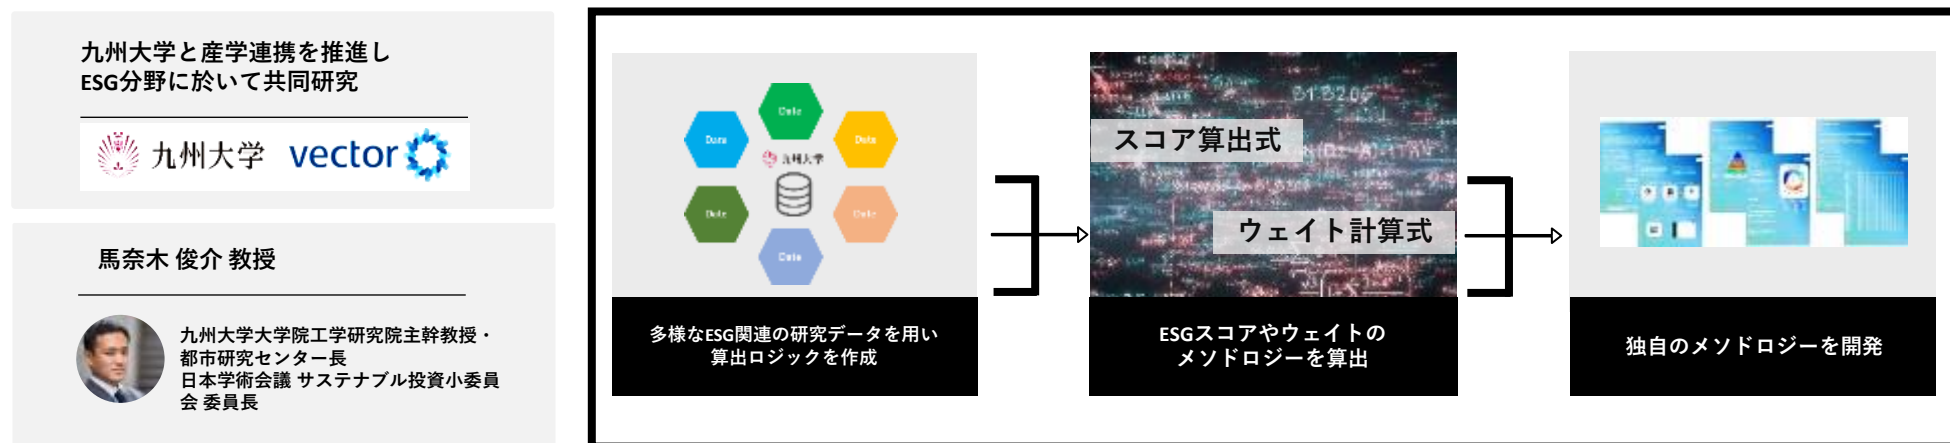 九州大学と産学連携を推進し
ESG分野に於いて共同研究
九州大学 vector
馬奈木 俊介 教授
九州大学大学院工学研究院主幹教授・
都市研究センター長
日本学術会議 サステナブル投資小委員
会 委員長
Date
Data
Date
九州大学
Date
Date
Date
多様なESG関連の研究データを用い
算出ロジックを作成
スコア算出式
ウェイト計算式
ESGスコアやウェイトの
メソドロジーを算出
独自のメソドロジーを開発